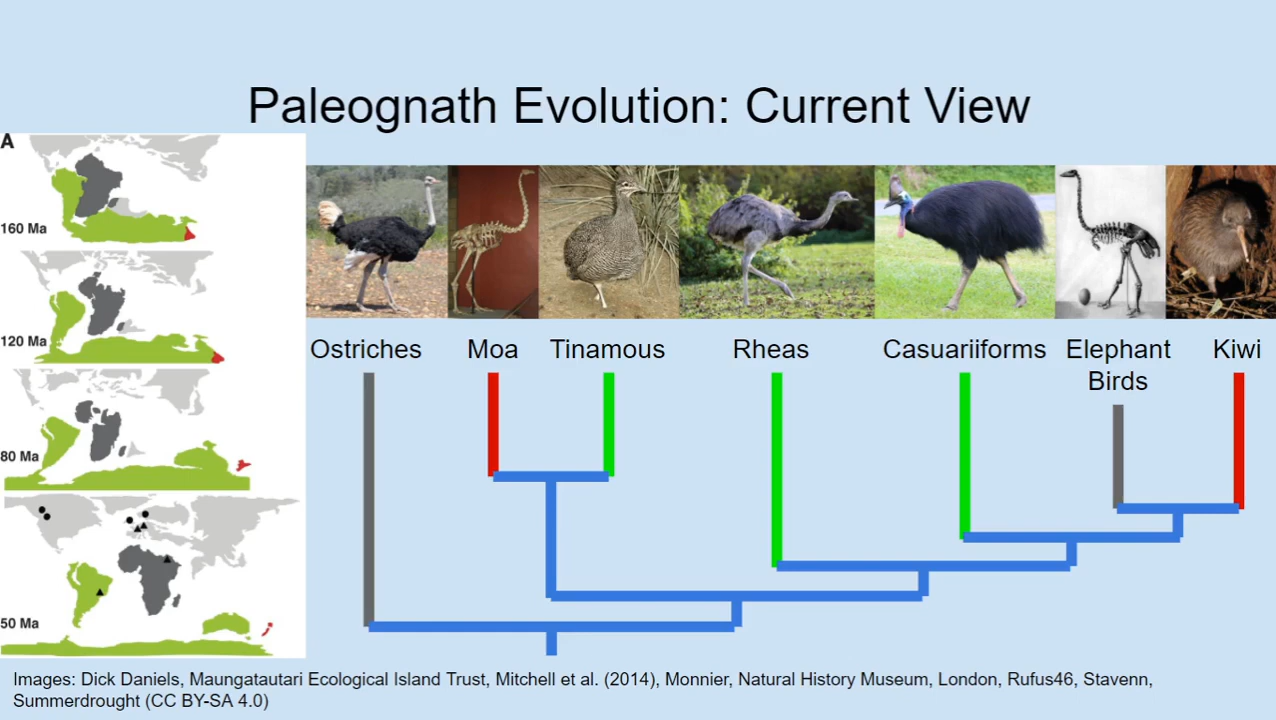 Paleognath Evolution: Current View
A
160 Ma
120 Ma
80 Ma
50 Ma
Ostriches
Moa
Tinamous
Rheas
Casuariiforms
Elephant
Birds
Kiwi
Images: Dick Daniels, Maungatautari Ecological Island Trust, Mitchell et al. (2014), Monnier, Natural History Museum, London, Rufus46, Stavenn,
Summerdrought (CC BY-SA 4.0)